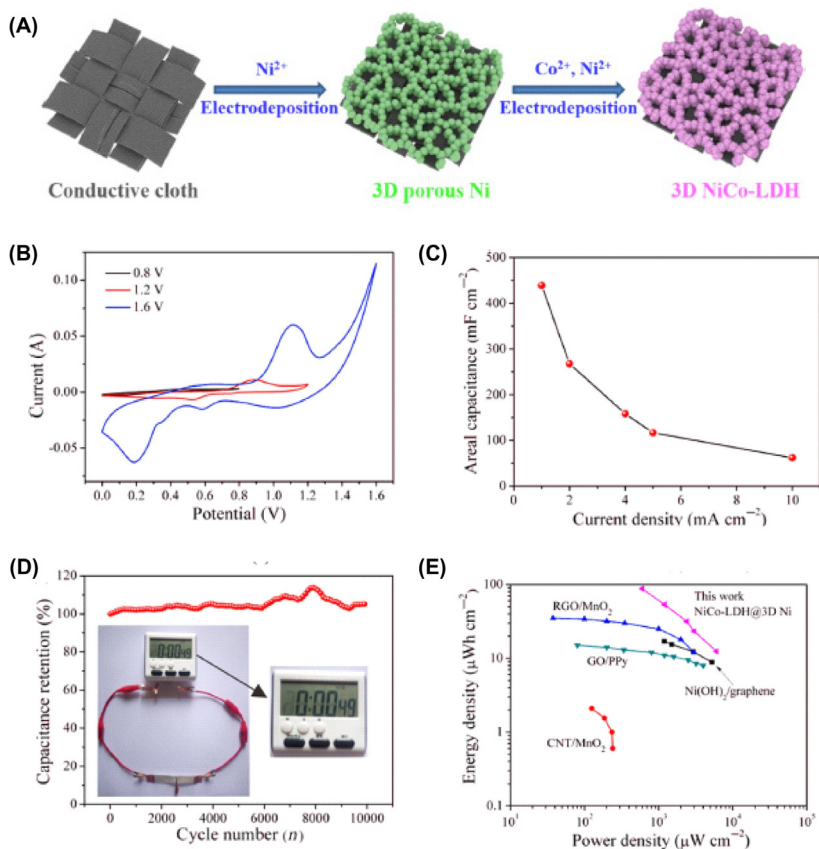 (A)
Ni²⁺
Electrodeposition
Co²⁺, Ni²⁺
Electrodeposition
Conductive cloth
3D porous Ni
3D NiCo-LDH
(B)
0.8 V
1.2 V
1.6 V
Current (A)
0.10
0.05
0.00
-0.05
0.0 0.2 0.4 0.6 0.8 1.0 1.2 1.4 1.6
Potential (V)
(C)
Areal capacitance (mF cm⁻²)
500
400
300
200
100
0
0 2 4 6 8 10
Current density (mA cm⁻²)
(D)
Capacitance retention (%)
120
100
80
60
40
20
0
0 2000 4000 6000 8000 10000
Cycle number (n)
0:00 49
(E)
Energy density (μWh cm⁻²)
100
10
1
0.1
10¹ 10² 10³ 10⁴ 10⁵
Power density (μW cm⁻²)
RGO/MnO₂
This work
NiCo-LDH@3D Ni
GO/PPy
Ni(OH)₂/graphene
CNT/MnO₂